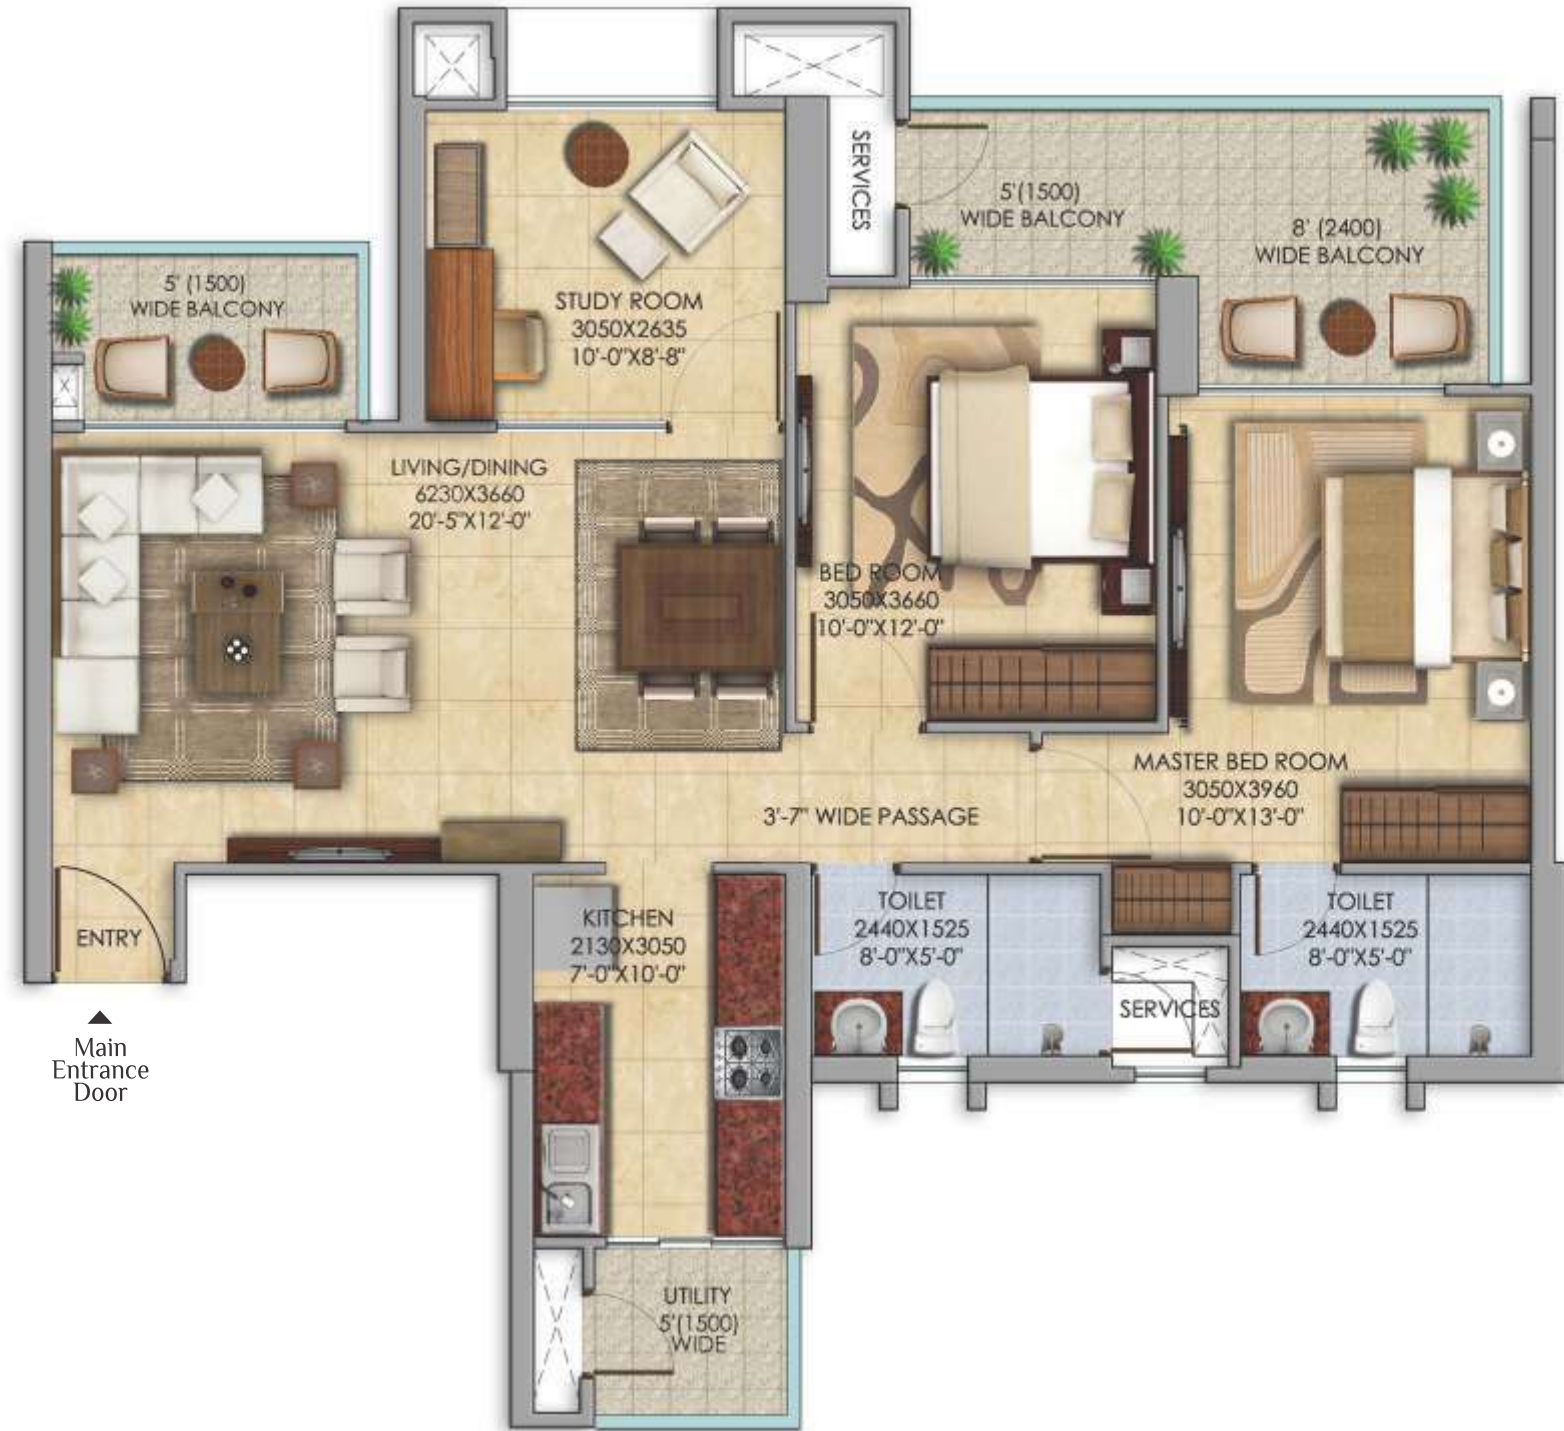 SERVICES
5'(1500)
WIDE BALCONY
8' (2400)
WIDE BALCONY
5' (1500)
WIDE BALCONY
STUDY ROOM
3050X2635
10'-0"X8'-8"
LIVING/DINING
6230X3660
20'-5"X12'-0"
BED ROOM
3050X3660
10'-0"X12'-0"
MASTER BED ROOM
3050X3960
10'-0"X13'-0"
3'-7" WIDE PASSAGE
ENTRY
KITCHEN
2130X3050
7'-0"X10'-0"
TOILET
2440X1525
8'-0"X5'-0"
SERVICES
TOILET
2440X1525
8'-0"X5'-0"
Main
Entrance
Door
UTILITY
5'(1500)
WIDE